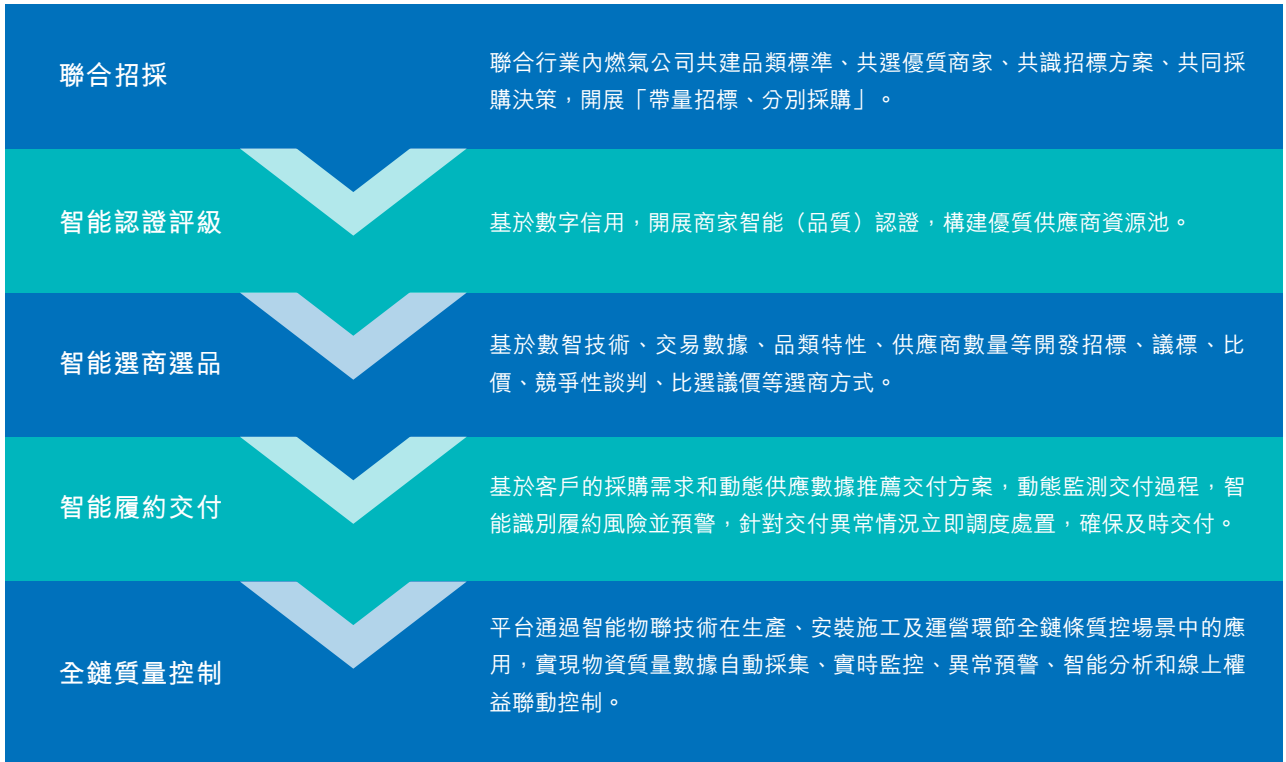 聯合招採
聯合行業內燃氣公司共建品類標準、共選優質商家、共識招標方案、共同採
購決策，開展「帶量招標、分別採購」。
智能認證評級
基於數字信用，開展商家智能（品質）認證，構建優質供應商資源池。
智能選商選品
基於數智技術、交易數據、品類特性、供應商數量等開發招標、議標、比
價、競爭性談判、比選議價等選商方式。
智能履約交付
基於客戶的採購需求和動態供應數據推薦交付方案，動態監測交付過程，智
能識別履約風險並預警，針對交付異常情況立即調度處置，確保及時交付。
全鏈質量控制
平台通過智能物聯技術在生產、安裝施工及運營環節全鏈條質控場景中的應
用，實現物資質量數據自動採集、實時監控、異常預警、智能分析和線上權
益聯動控制。